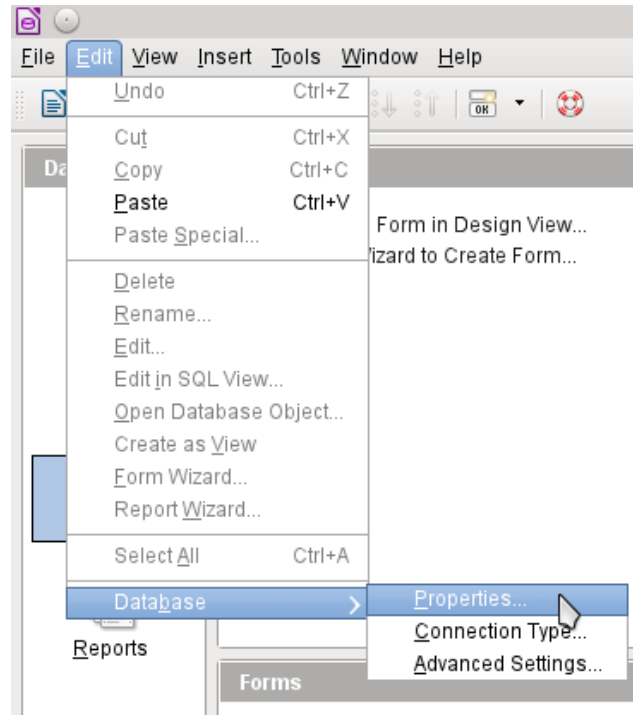 File Edit View Insert Tools Window Help
Undo Ctrl+Z
OK
Cut Ctrl+X
Da
Copy Ctrl+C
Paste Ctrl+V
Form in Design View...
Paste Special...
izard to Create Form...
Delete
Rename...
Edit...
Edit in SQL View...
Open Database Object...
Create as View
Form Wizard...
Report Wizard...
Select All Ctrl+A
Database
Properties...
Connection Type...
Advanced Settings...
Reports
Forms